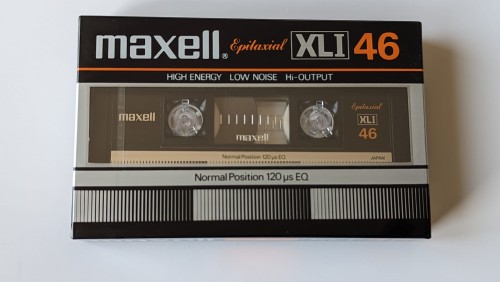 maxell® Epitaxial XLI 46
HIGH ENERGY LOW NOISE Hi-OUTPUT
maxell
maxell
Epitaxial
XLI
46
Normal Position 120 μs EQ
JAPAN
Normal Position 120 μs EQ